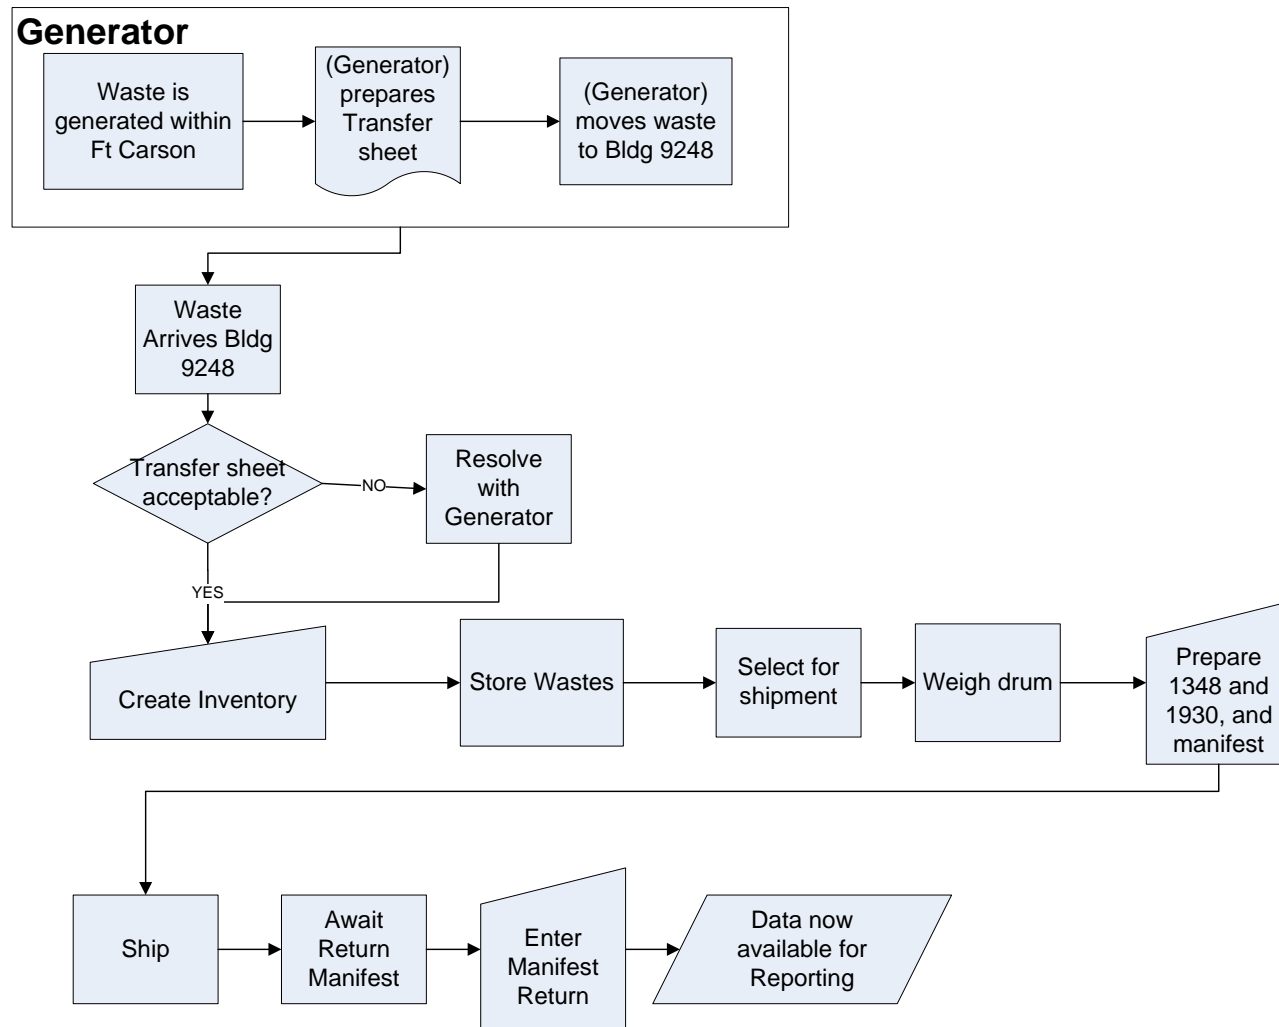 Generator
Waste is
generated within
Ft Carson
(Generator)
prepares
Transfer
sheet
(Generator)
moves waste
to Bldg 9248
Waste
Arrives Bldg
9248
Transfer sheet
acceptable?
NO
Resolve
with
Generator
YES
Create Inventory
Store Wastes
Select for
shipment
Weigh drum
Prepare
1348 and
1930, and
manifest
Ship
Await
Return
Manifest
Enter
Manifest
Return
Data now
available for
Reporting